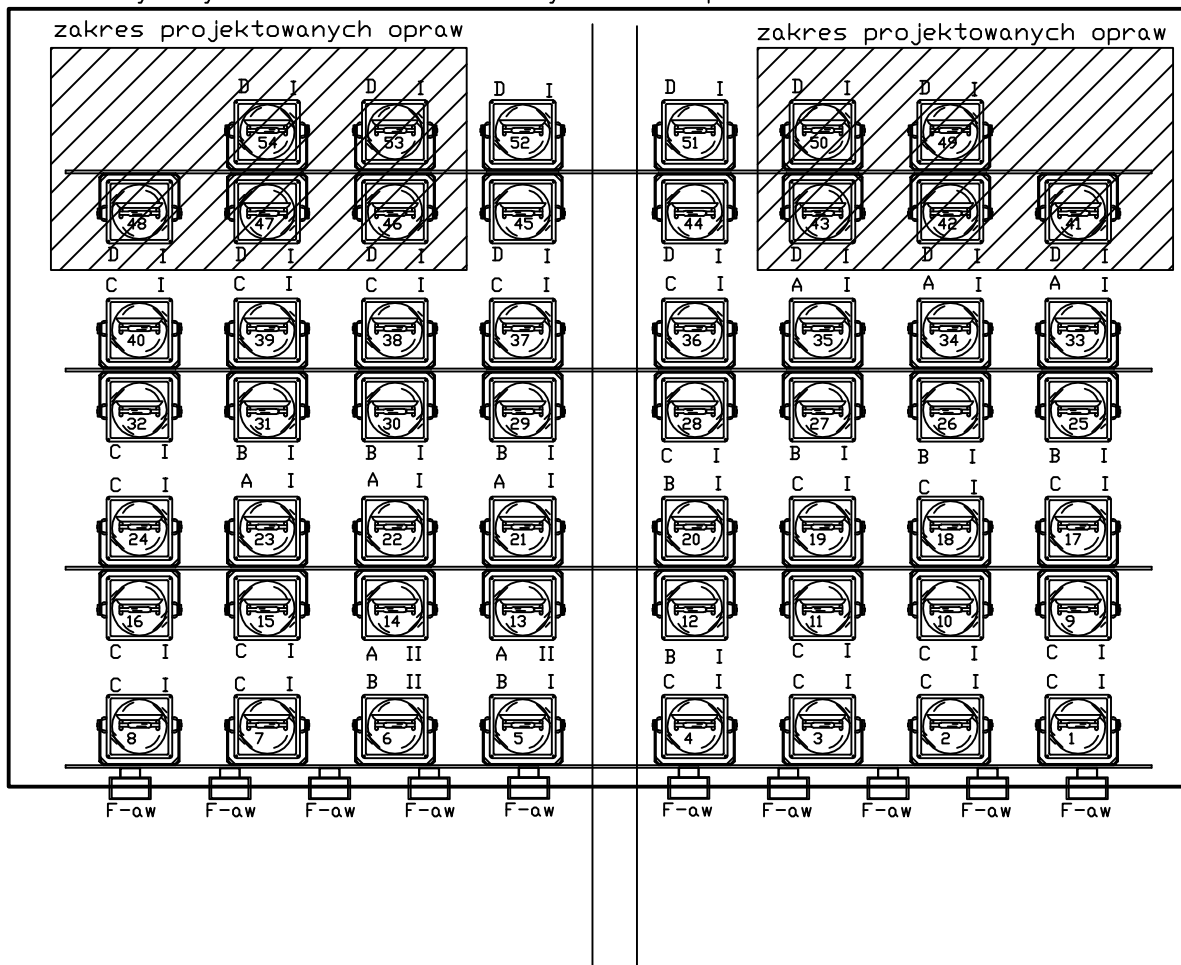 zakres projektowanych opraw zakres projektowanych opraw
D I D I D I D I D I D I
54 53 52 51 50 49
48 47 46 45 44 43 42 41
D I D I D I D I D I D I D I D I
C I C I C I C I C I A I A I A I
40 39 38 37 36 35 34 33
32 31 30 29 28 27 26 25
C I B I B I B I C I B I B I B I
C I A I A I A I B I C I C I C I
24 23 22 21 20 19 18 17
16 15 14 13 12 11 10 9
C I C I A II A II B I C I C I C I
C I C I B II B I C I C I C I C I
8 7 6 5 4 3 2 1
F-aw F-aw F-aw F-aw F-aw F-aw F-aw F-aw F-aw F-aw